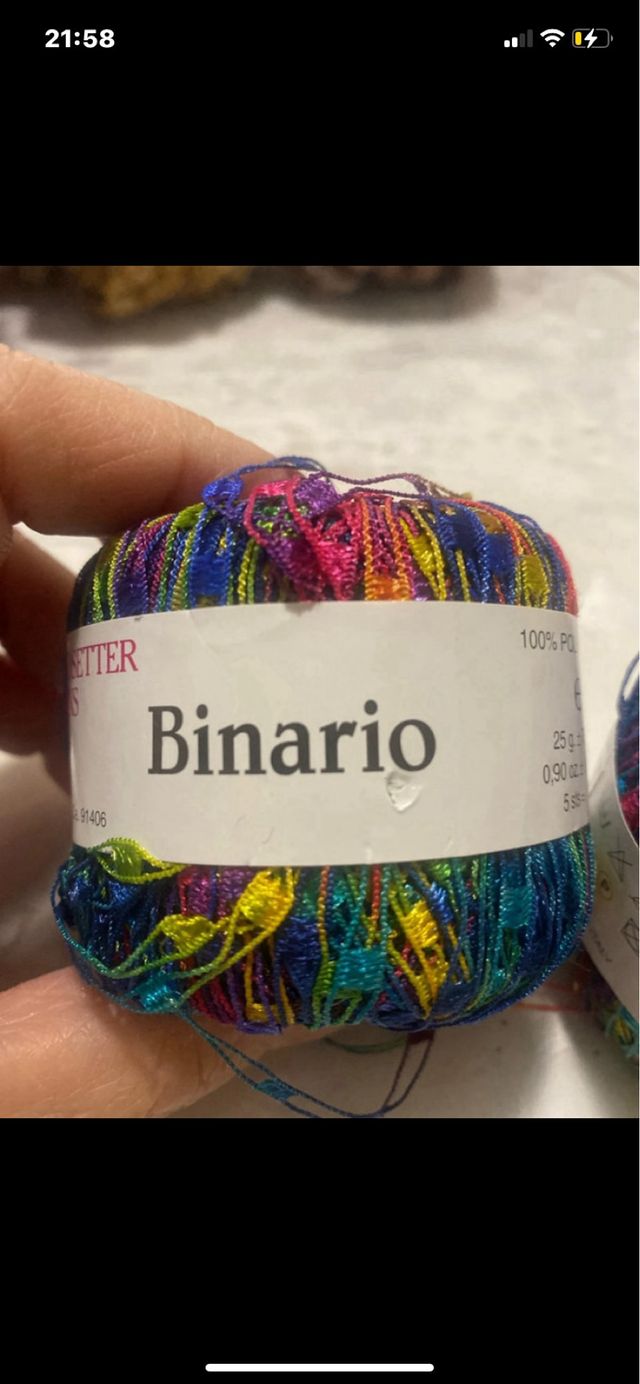 21:58
SETTER
Binario
100% PO
25 g.
0,90 oz.
5 sts
91406